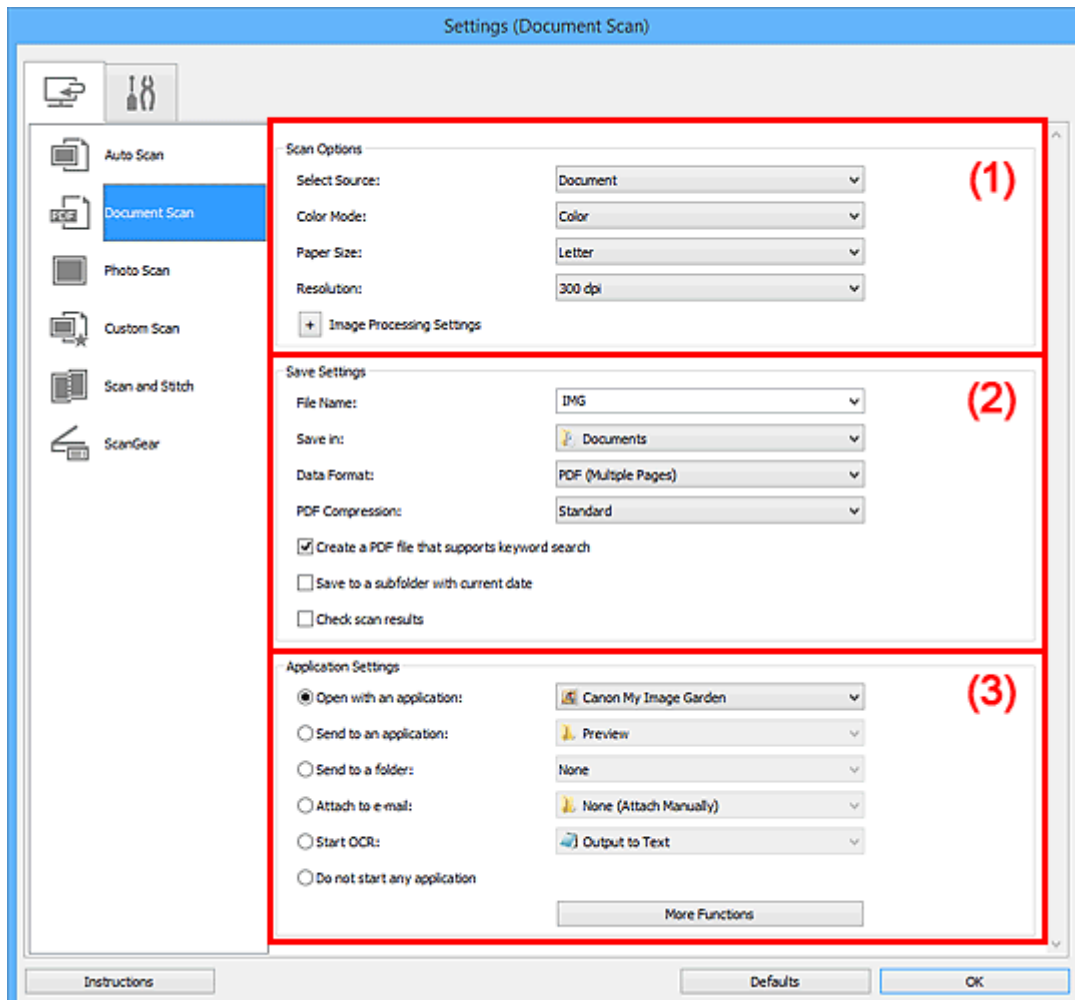 Settings (Document Scan)
Auto Scan
PDF
Document Scan
Photo Scan
Custom Scan
Scan and Stitch
ScanGear
Scan Options
(1)
Select Source: Document
Color Mode: Color
Paper Size: Letter
Resolution: 300 dpi
+ Image Processing Settings
Save Settings
(2)
File Name: IMG
Save in: Documents
Data Format: PDF (Multiple Pages)
PDF Compression: Standard
Create a PDF file that supports keyword search
Save to a subfolder with current date
Check scan results
Application Settings
(3)
Open with an application: Canon My Image Garden
Send to an application: Preview
Send to a folder: None
Attach to e-mail: None (Attach Manually)
Start OCR: Output to Text
Do not start any application
More Functions
Instructions
Defaults
OK